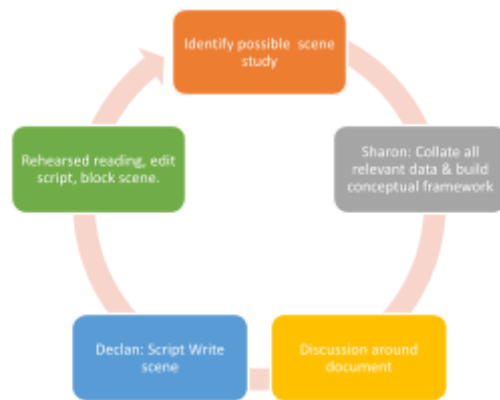 Identify possible scene
study
Sharon: Collate all
relevant data & build
conceptual framework
Discussion around
document
Declan: Script Write
scene
Rehearsed reading, edit
script, block scene.